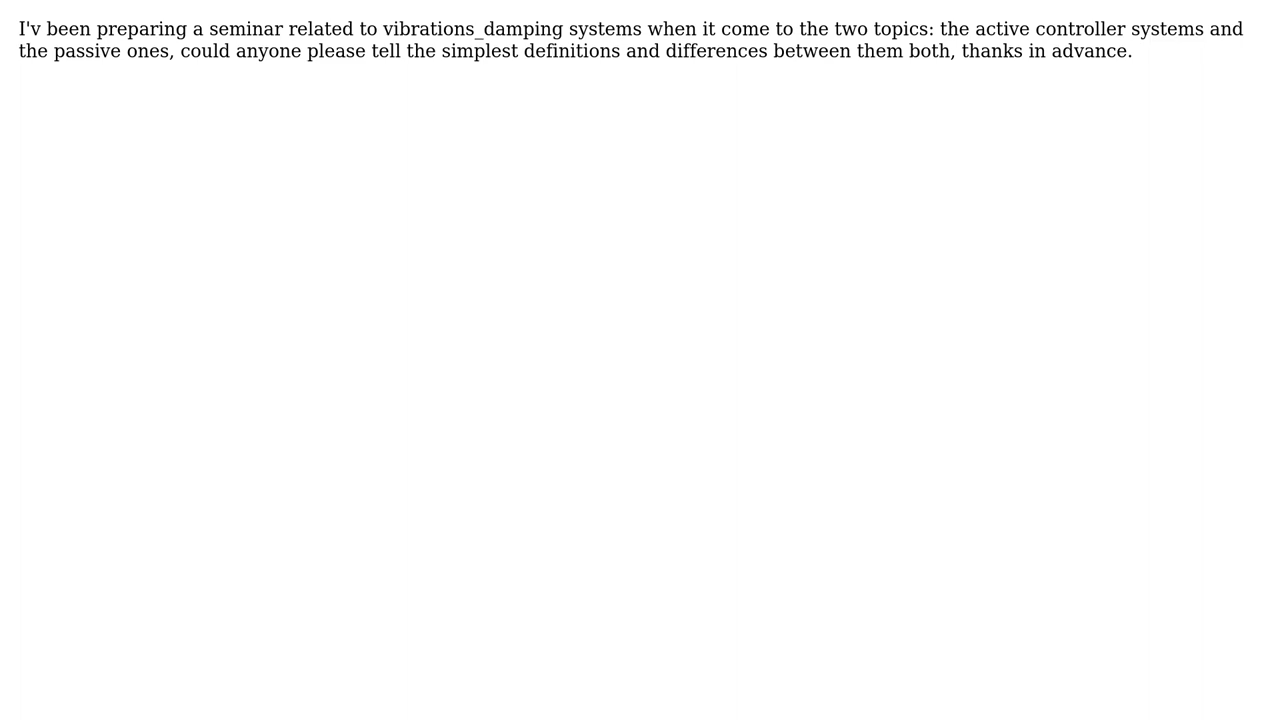 I'v been preparing a seminar related to vibrations_damping systems when it come to the two topics: the active controller systems and
the passive ones, could anyone please tell the simplest definitions and differences between them both, thanks in advance.